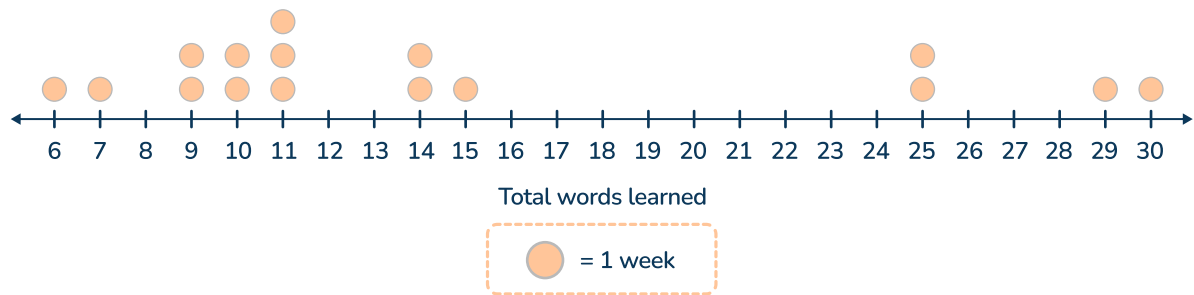 6 7 8 9 10 11 12 13 14 15 16 17 18 19 20 21 22 23 24 25 26 27 28 29 30
Total words learned
= 1 week